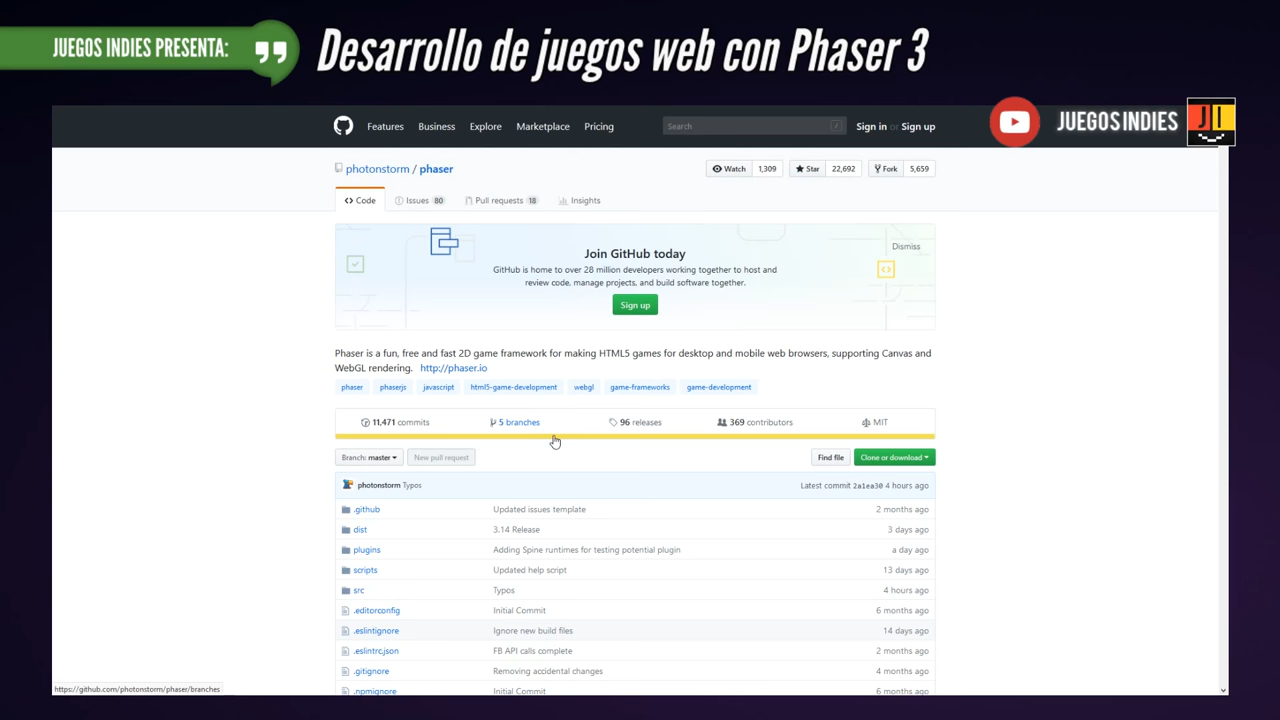 JUEGOS INDIES PRESENTA:
Desarrollo de juegos web con Phaser 3
JUEGOS INDIES
JI
Features Business Explore Marketplace Pricing Search / Sign in or Sign up
photonstorm / phaser
Watch 1,309 Star 22,692 Fork 5,659
<> Code Issues 80 Pull requests 18 Insights
Join GitHub today
Dismiss
GitHub is home to over 28 million developers working together to host and
review code, manage projects, and build software together.
Sign up
Phaser is a fun, free and fast 2D game framework for making HTML5 games for desktop and mobile web browsers, supporting Canvas and
WebGL rendering. http://phaser.io
phaser phaserjs javascript html5-game-development webgl game-frameworks game-development
11,471 commits 5 branches 96 releases 369 contributors MIT
Branch: master New pull request Find file Clone or download
photonstorm Typos Latest commit 2a1ea30 4 hours ago
.github Updated issues template 2 months ago
dist 3.14 Release 3 days ago
plugins Adding Spine runtimes for testing potential plugin a day ago
scripts Updated help script 13 days ago
src Typos 4 hours ago
.editorconfig Initial Commit 6 months ago
.eslintignore Ignore new build files 14 days ago
.eslintrc.json FB API calls complete 2 months ago
.gitignore Removing accidental changes 4 months ago
.npmignore Initial Commit 6 months ago
https://github.com/photonstorm/phaser/branches